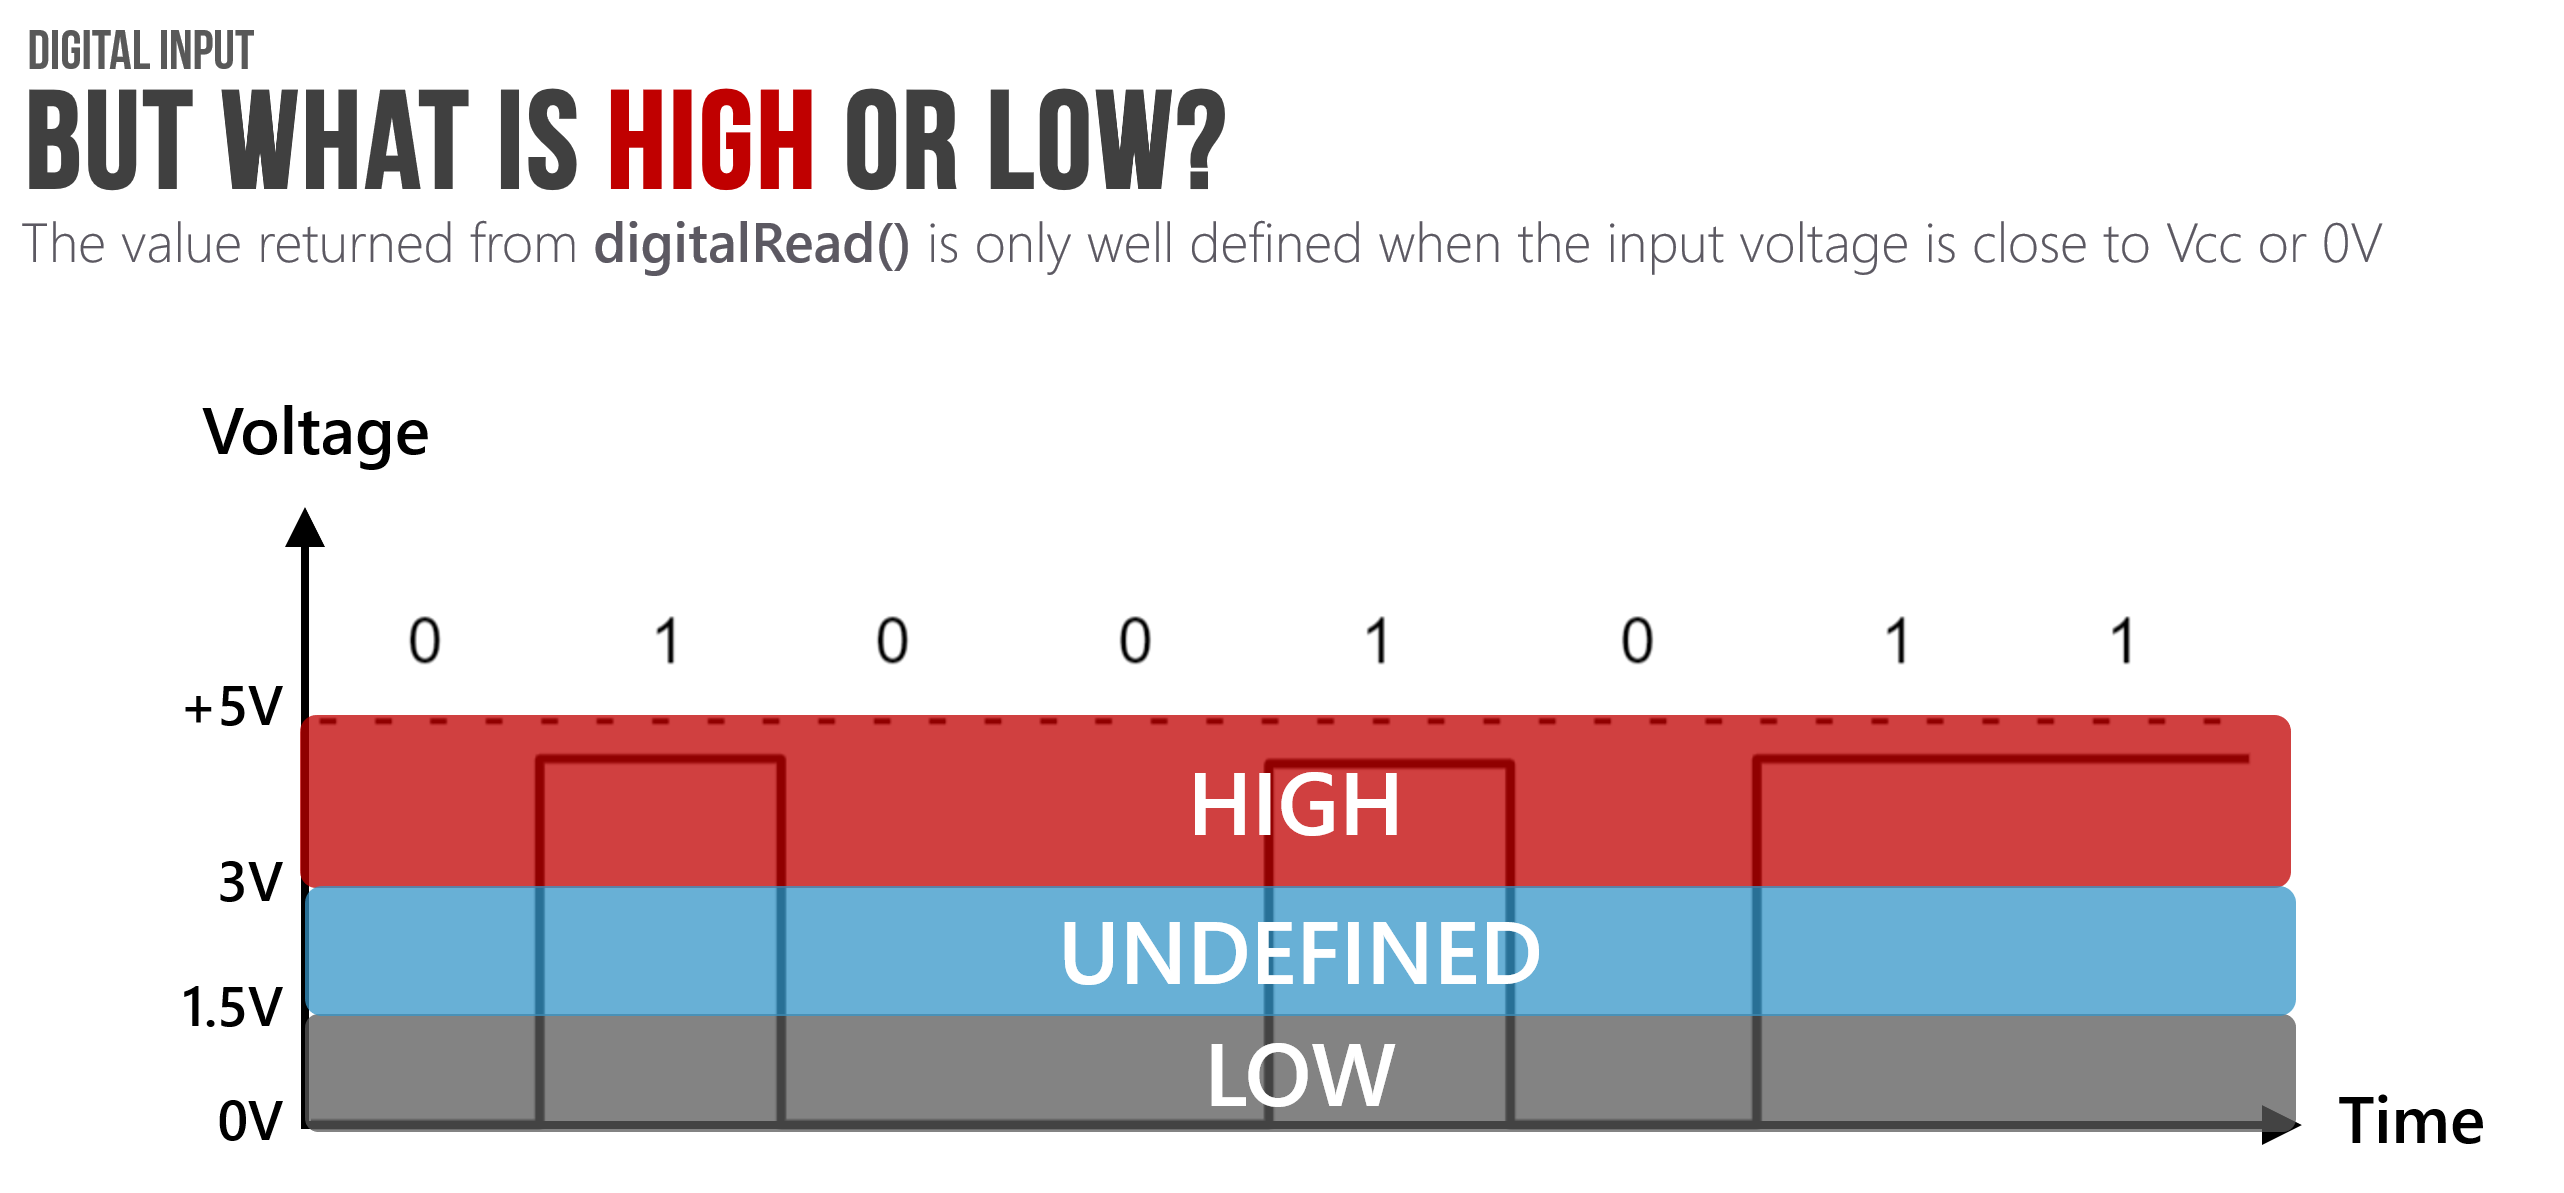 DIGITAL INPUT
BUT WHAT IS HIGH OR LOW?
The value returned from digitalRead() is only well defined when the input voltage is close to Vcc or 0V
Voltage
0 1 0 0 1 0 1 1
+5V
HIGH
3V
UNDEFINED
1.5V
LOW
0V
Time